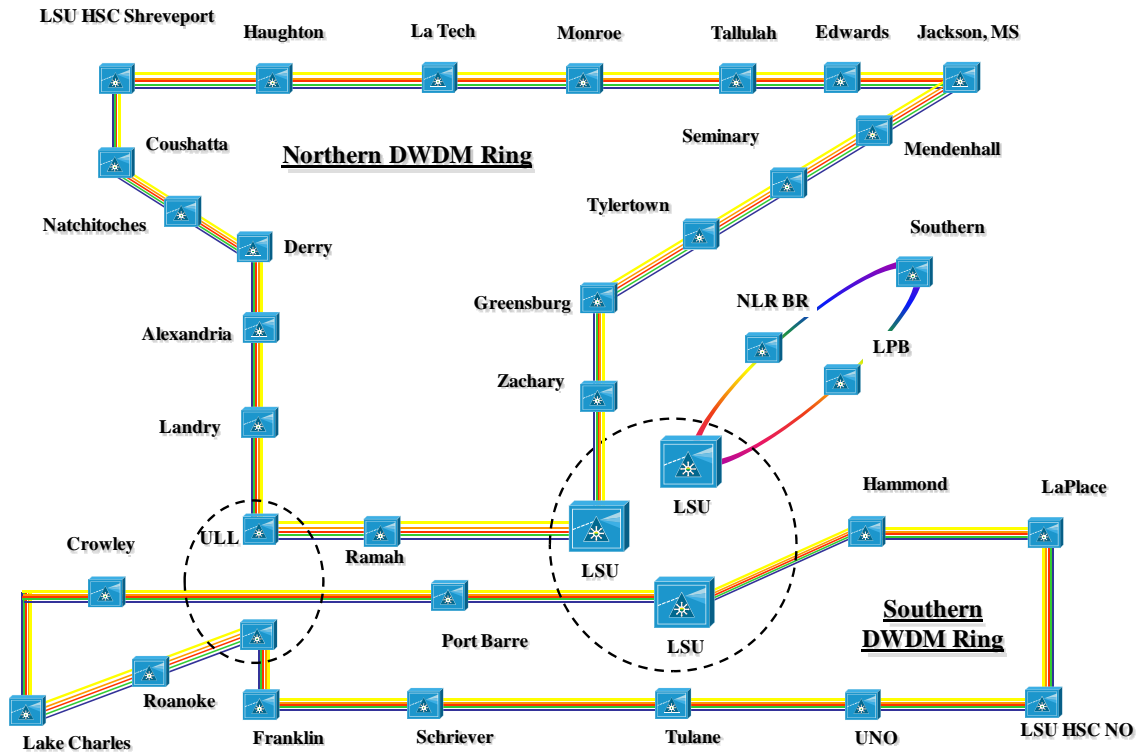 LSU HSC Shreveport
Haughton
La Tech
Monroe
Tallulah
Edwards
Jackson, MS
Coushatta
Northern DWDM Ring
Seminary
Mendenhall
Natchitoches
Derry
Tylertown
Southern
Alexandria
Greensburg
NLR BR
LPB
Landry
Zachary
LSU
Hammond
LaPlace
ULL
Ramah
LSU
Crowley
Port Barre
LSU
Southern
DWDM Ring
Roanoke
Lake Charles
Franklin
Schriever
Tulane
UNO
LSU HSC NO